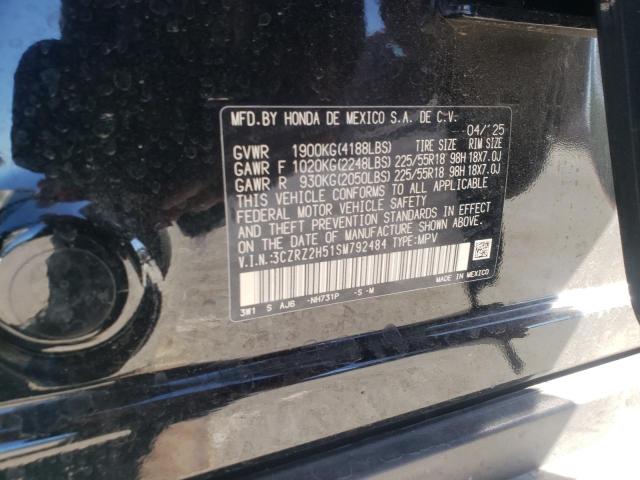 MFD.BY HONDA DE MEXICO S.A. DE C.V.
04/'25
GVWR 1900KG(4188LBS) TIRE SIZE RIM SIZE
GAWR F 1020KG(2248LBS) 225/55R18 98H 18X7.0J
GAWR R 930KG(2050LBS) 225/55R18 98H 18X7.0J
THIS VEHICLE CONFORMS TO ALL APPLICABLE
FEDERAL MOTOR VEHICLE SAFETY
AND THEFT PREVENTION STANDARDS IN EFFECT
ON THE DATE OF MANUFACTURE SHOWN ABOVE.
V.I.N.:3CZRZ2H51SM792484 TYPE:MPV
MADE IN MEXICO
3W1 S AJ6 -NH731P -S -M